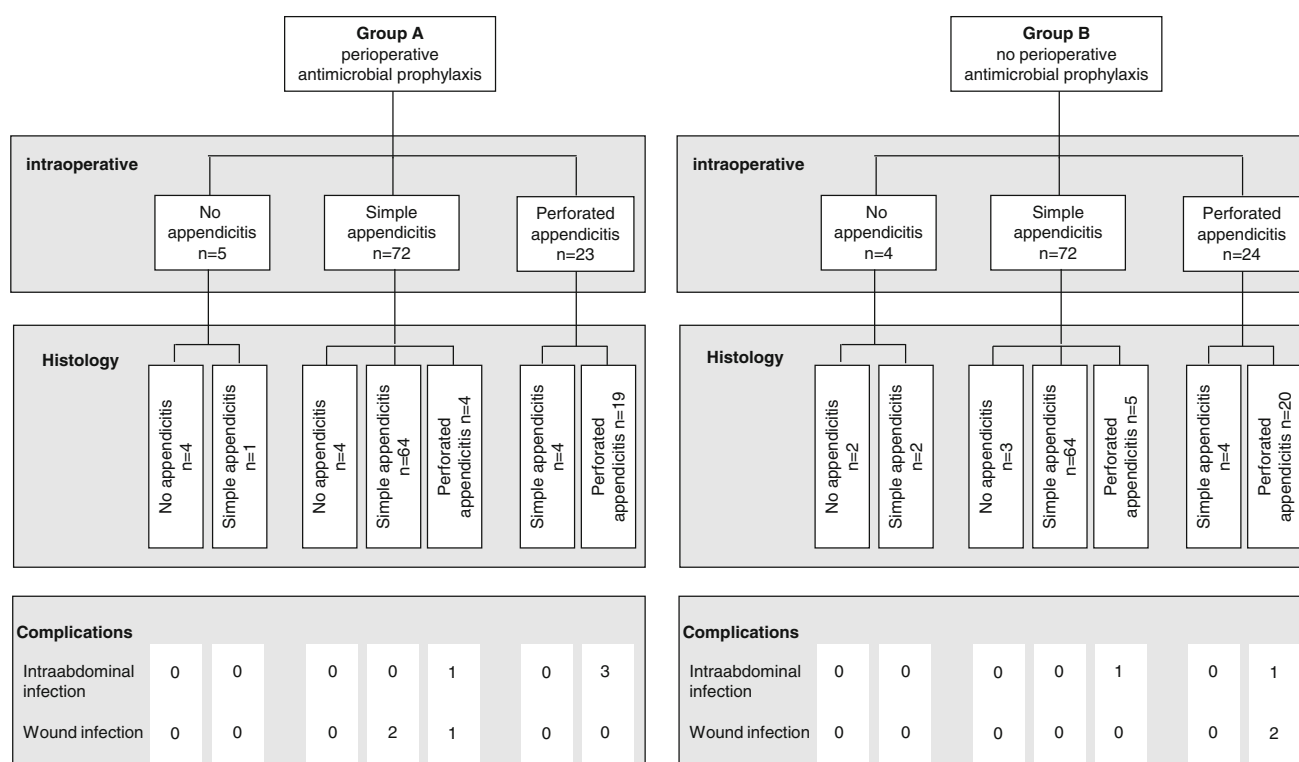 Group A
perioperative
antimicrobial prophylaxis
intraoperative
No
appendicitis
n=5
Simple
appendicitis
n=72
Perforated
appendicitis
n=23
Histology
No appendicitis
n=4
Simple appendicitis
n=1
No appendicitis
n=4
Simple appendicitis
n=64
Perforated
appendicitis n=4
Simple appendicitis
n=4
Perforated
appendicitis n=19
Complications
Intraabdominal
infection
0 0 0 0 1 0 3
Wound infection 0 0 0 2 1 0 0
Group B
no perioperative
antimicrobial prophylaxis
intraoperative
No
appendicitis
n=4
Simple
appendicitis
n=72
Perforated
appendicitis
n=24
Histology
No appendicitis
n=2
Simple appendicitis
n=2
No appendicitis
n=3
Simple appendicitis
n=64
Perforated
appendicitis n=5
Simple appendicitis
n=4
Perforated
appendicitis n=20
Complications
Intraabdominal
infection
0 0 0 0 1 0 1
Wound infection 0 0 0 0 0 0 2